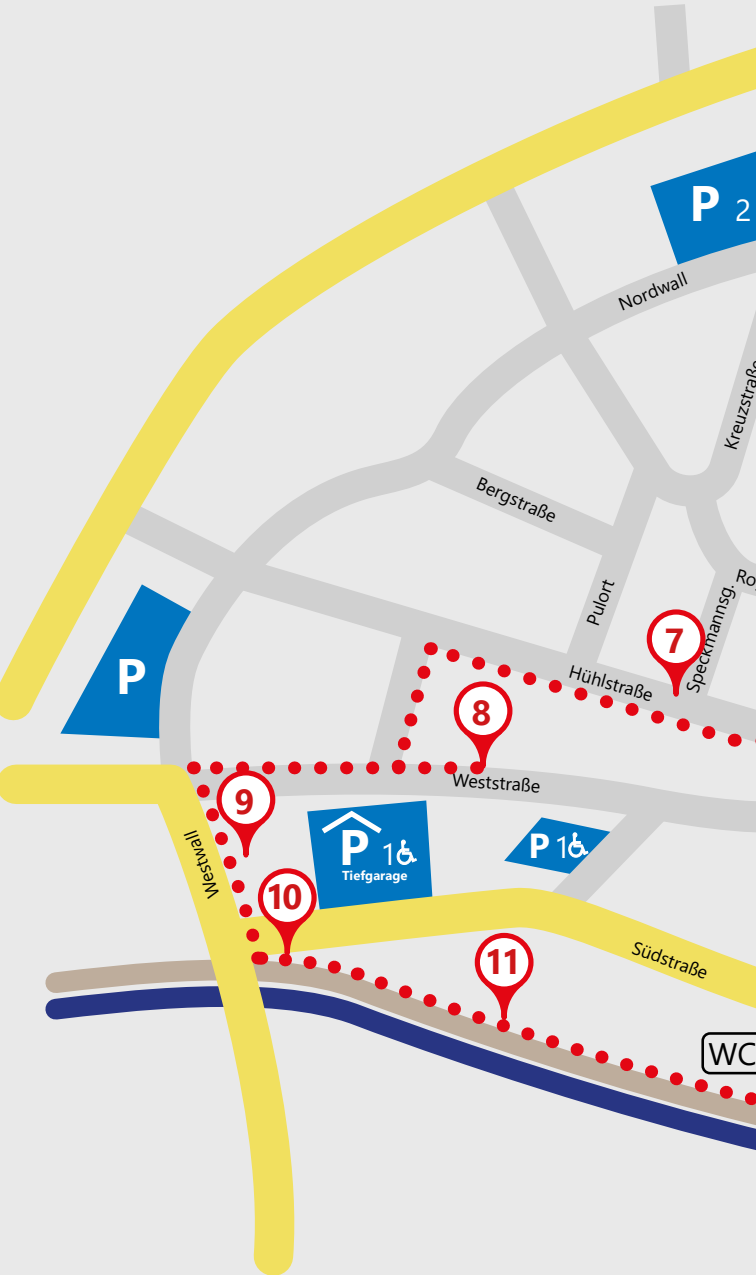 P 2
Nordwall
Kreuzstraße
Bergstraße
Pulort
Speckmannsg.
7
P
Hühlstraße
8
Weststraße
9
Westwall
P 1
Tiefgarage
P 1
10
11
Südstraße
WC